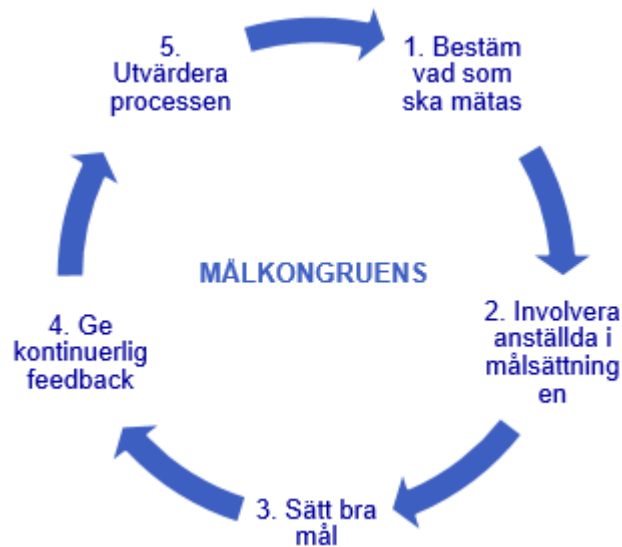 1. Bestäm
vad som
ska mätas
2. Involvera
anställda i
målsättning
en
3. Sätt bra
mål
4. Ge
kontinuerlig
feedback
5.
Utvärdera
processen
MÅLKONGRUENS